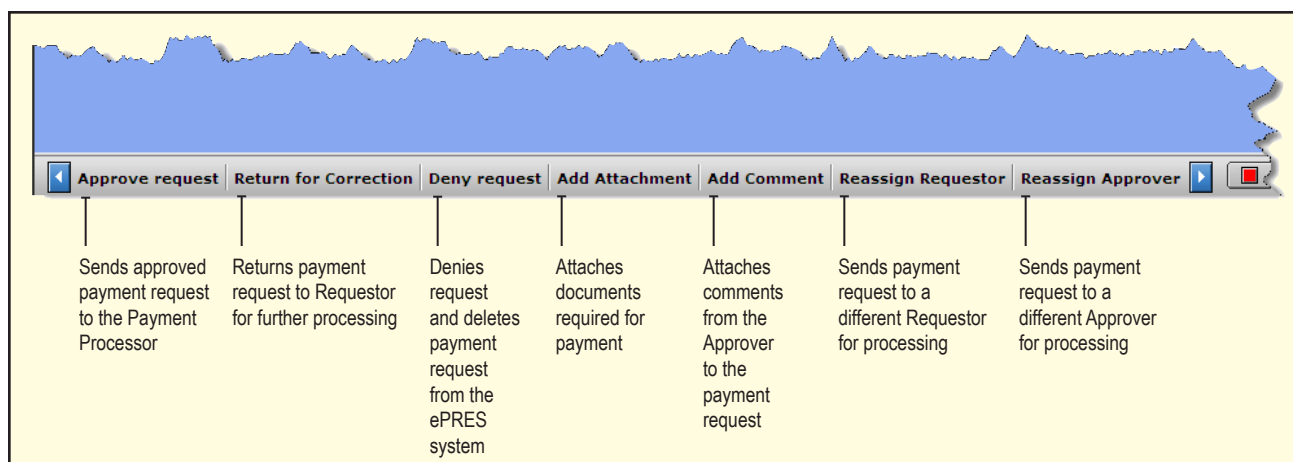 Approve request Return for Correction Deny request Add Attachment Add Comment Reassign Requestor Reassign Approver
Sends approved
payment request
to the Payment
Processor
Returns payment
request to Requestor
for further processing
Denies
request
and deletes
payment
request
from the
ePRES
system
Attaches
documents
required for
payment
Attaches
comments
from the
Approver
to the
payment
request
Sends payment
request to a
different Requestor
for processing
Sends payment
request to a
different Approver
for processing